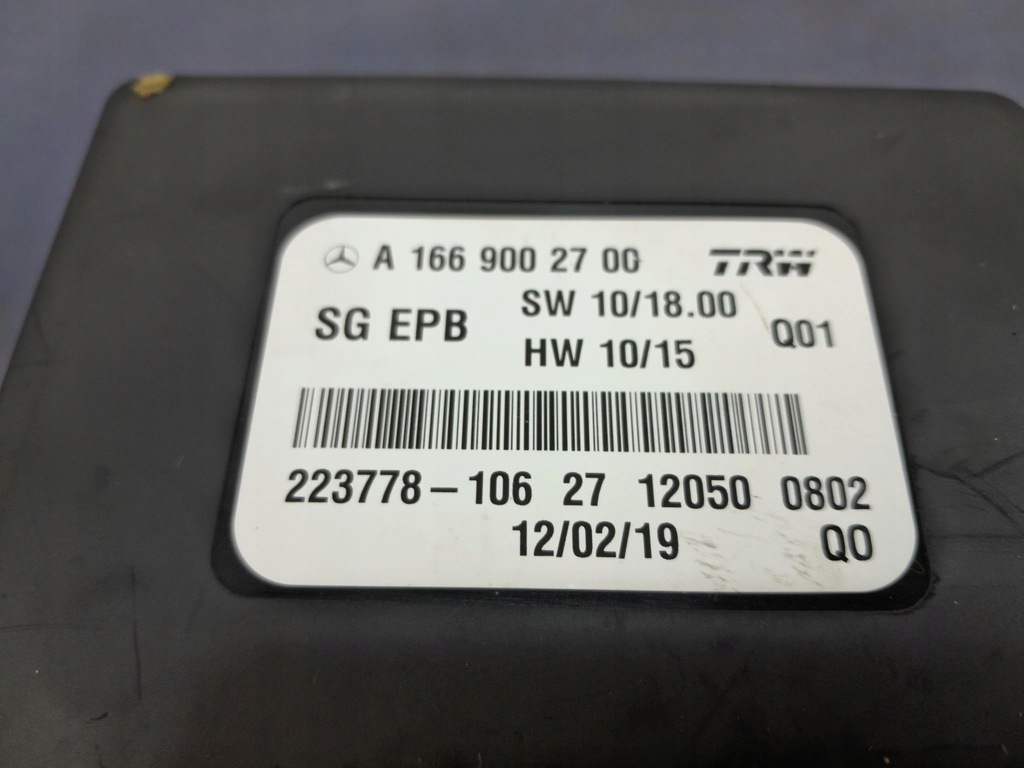 A 166 900 27 00 TRW
SG EPB SW 10/18.00 Q01
HW 10/15
223778-106 27 12050 0802
12/02/19 Q0